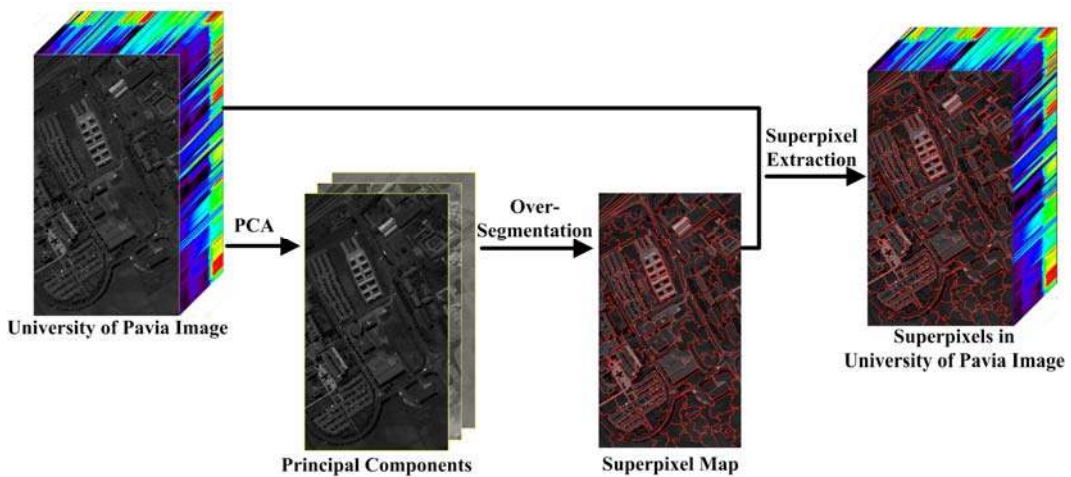 University of Pavia Image
PCA
Principal Components
Over-
Segmentation
Superpixel Map
Superpixel
Extraction
Superpixels in
University of Pavia Image